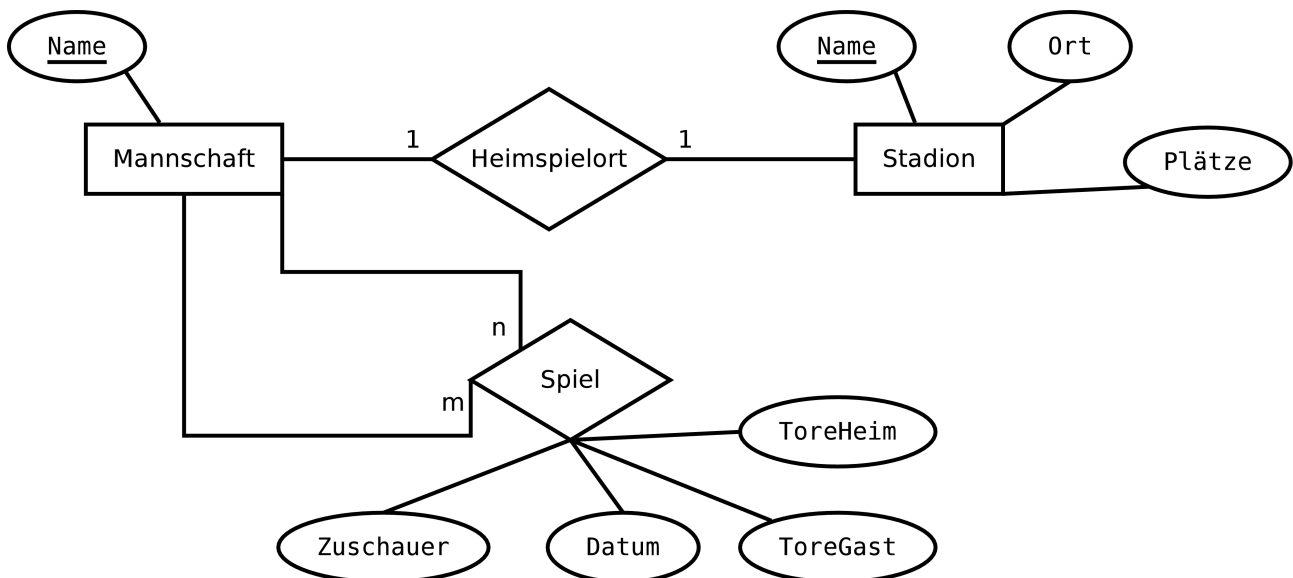 Name
Name
Ort
1
1
Mannschaft
Heimspielort
Stadion
Plätze
n
Spiel
m
ToreHeim
Zuschauer
Datum
ToreGast